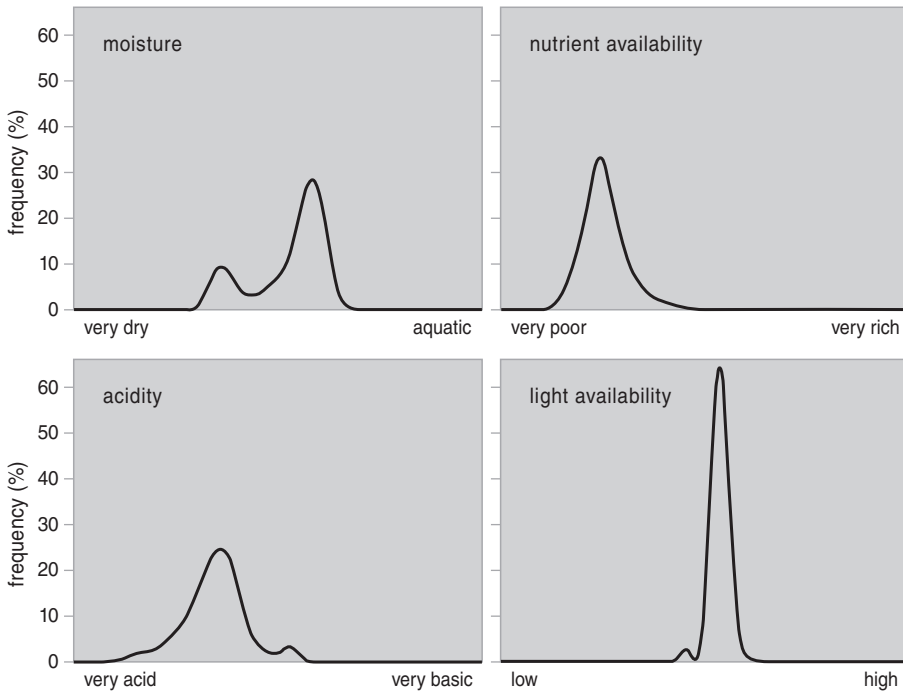 moisture
frequency (%)
60
50
40
30
20
10
0
very dry
aquatic
nutrient availability
very poor
very rich
acidity
frequency (%)
60
50
40
30
20
10
0
very acid
very basic
light availability
low
high